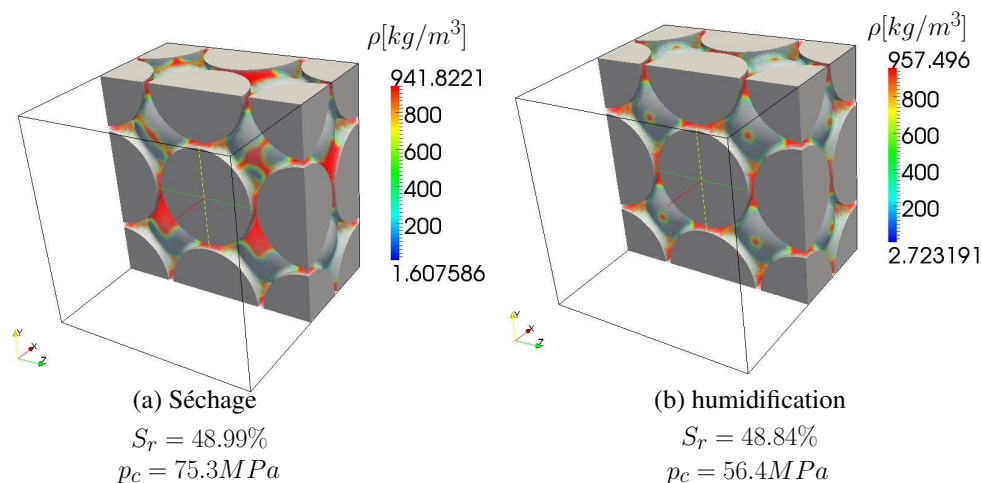 ρ[kg/m³]
941.8221
800
600
400
200
1.607586
Y
X
Z
(a) Séchage
S_r = 48.99%
p_c = 75.3MPa
ρ[kg/m³]
957.496
800
600
400
200
2.723191
Y
X
Z
(b) humidification
S_r = 48.84%
p_c = 56.4MPa